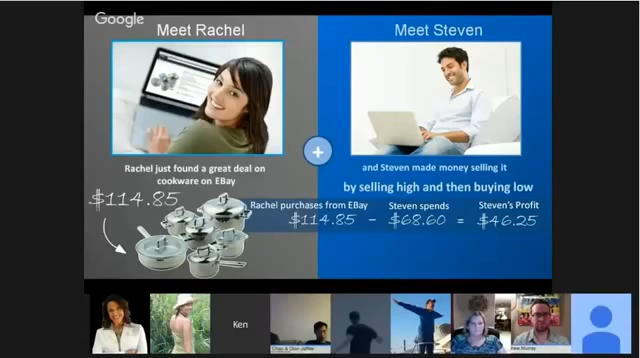 Google
Meet Rachel
Meet Steven
Rachel just found a great deal on
cookware on EBay
$114.85
and Steven made money selling it
by selling high and then buying low
Rachel purchases from EBay
Steven spends
Steven's Profit
$114.85 – $68.60 = $46.25
Ken